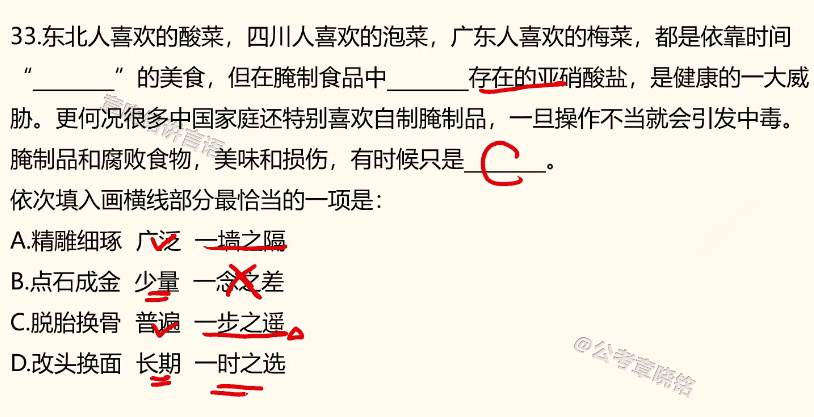 33.东北人喜欢的酸菜，四川人喜欢的泡菜，广东人喜欢的梅菜，都是依靠时间
“_______”的美食，但在腌制食品中_______存在的亚硝酸盐，是健康的一大威
胁。更何况很多中国家庭还特别喜欢自制腌制品，一旦操作不当就会引发中毒。
腌制品和腐败食物，美味和损伤，有时候只是___C___。
依次填入画横线部分最恰当的一项是：
A.精雕细琢 广泛 一墙之隔
B.点石成金 少量 一念之差
C.脱胎换骨 普遍 一步之遥
D.改头换面 长期 一时之选
@公考章晓铭